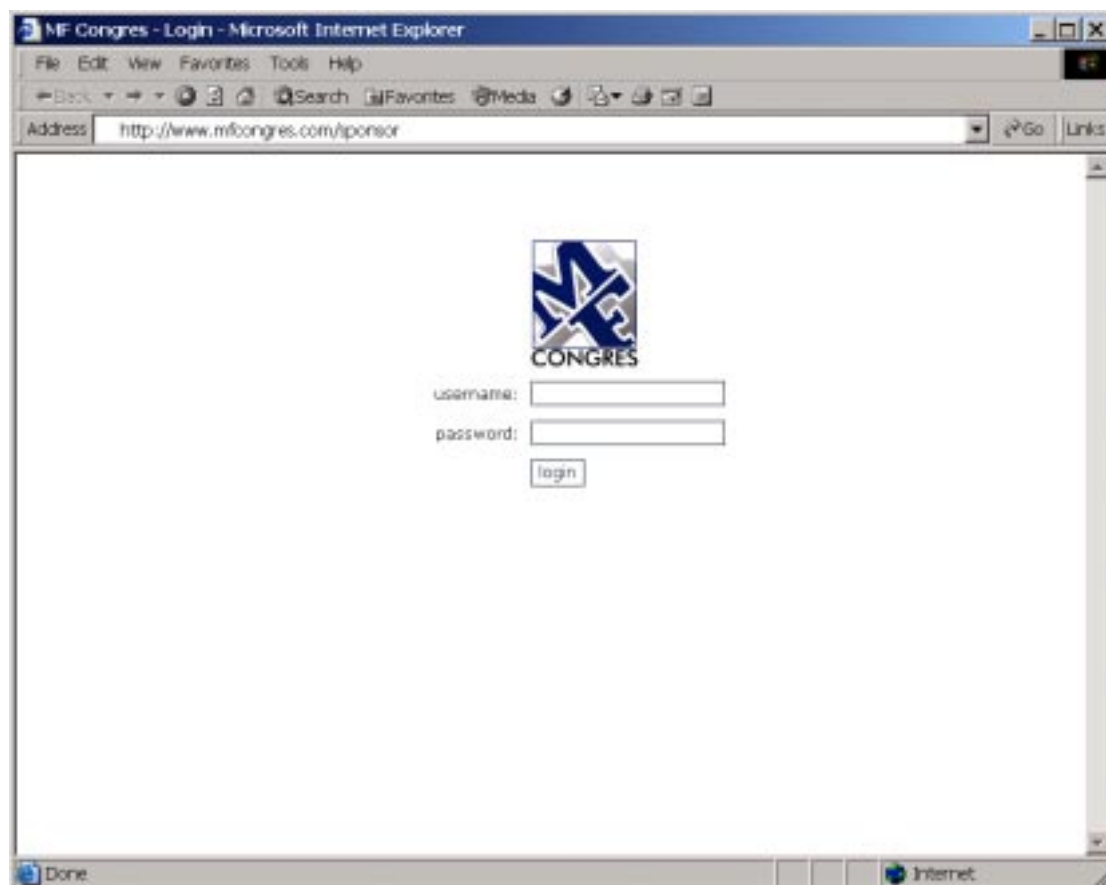 MF Congres - Login - Microsoft Internet Explorer
File Edit View Favorites Tools Help
Back Search Favorites Media
Address http://www.mfcongres.com/sponsor Go Links
MF
CONGRES
username:
password:
login
Done Internet